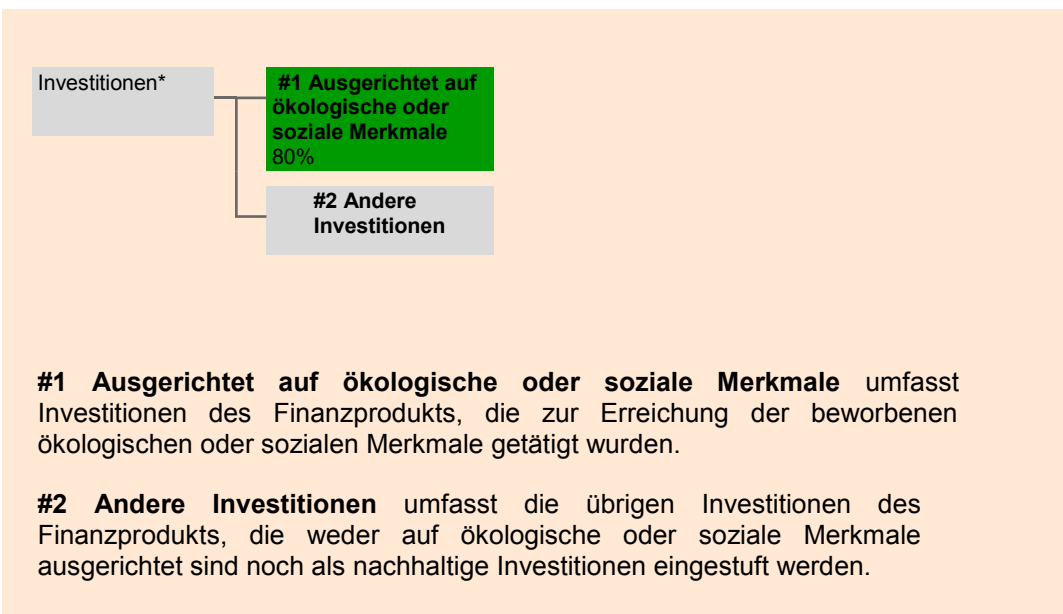 Investitionen*
#1 Ausgerichtet auf
ökologische oder
soziale Merkmale
80%
#2 Andere
Investitionen
#1 Ausgerichtet auf ökologische oder soziale Merkmale umfasst
Investitionen des Finanzprodukts, die zur Erreichung der beworbenen
ökologischen oder sozialen Merkmale getätigt wurden.
#2 Andere Investitionen umfasst die übrigen Investitionen des
Finanzprodukts, die weder auf ökologische oder soziale Merkmale
ausgerichtet sind noch als nachhaltige Investitionen eingestuft werden.